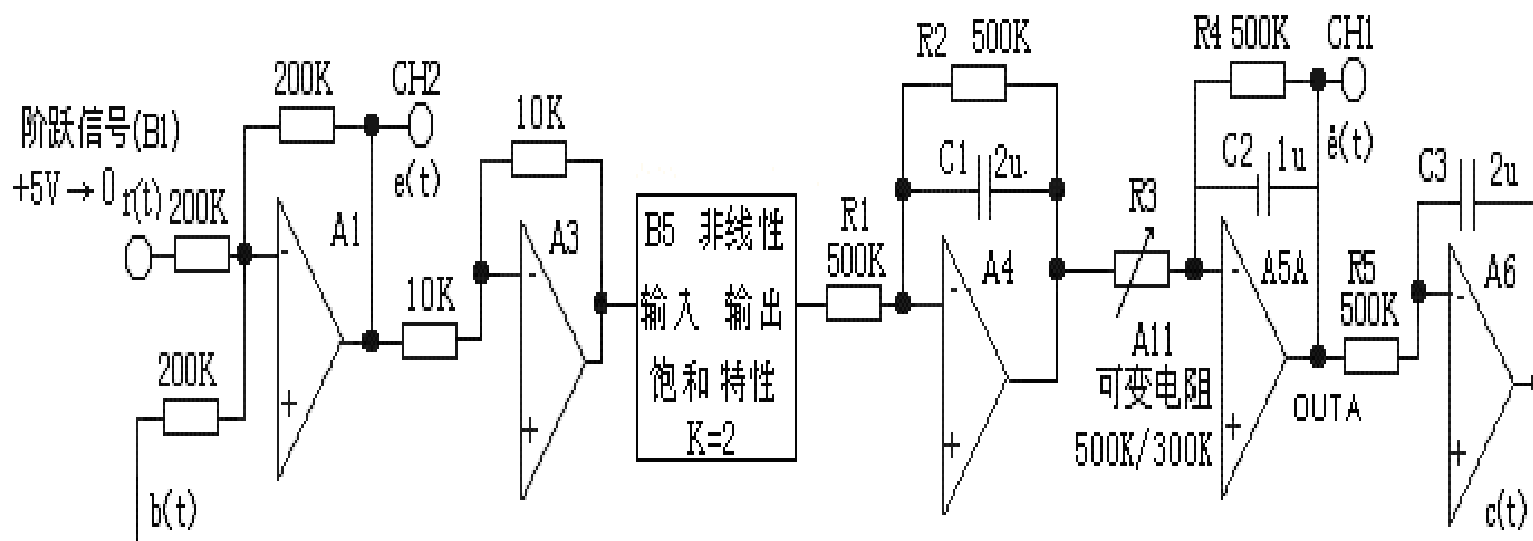 阶跃信号(B1)
+5V→0 r(t)
200K
200K
CH2
e(t)
A1
200K
b(t)
10K
10K
A3
B5 非线性
输入 输出
饱和特性
K=2
R1
500K
R2 500K
C1 2u.
A4
R3
A11
可变电阻
500K/300K
R4 500K
CH1
ė(t)
C2 1u
A5A
OUTA
R5
500K
C3 2u
A6
c(t)